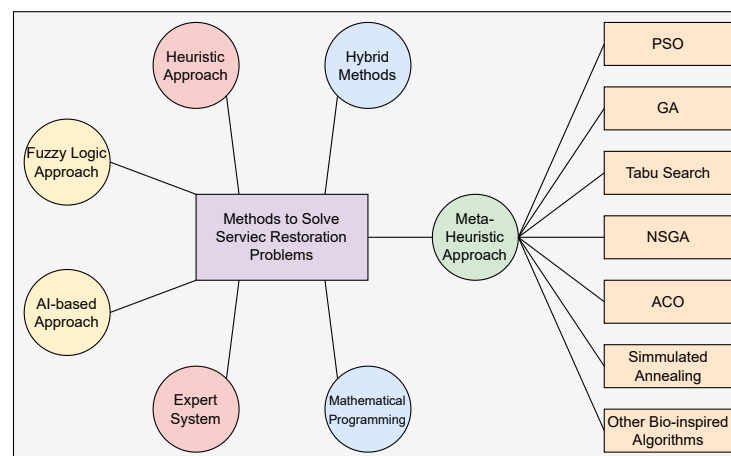 Heuristic
Approach
Hybrid
Methods
PSO
GA
Fuzzy Logic
Approach
Tabu Search
Methods to Solve
Serviec Restoration
Problems
Meta-
Heuristic
Approach
NSGA
AI-based
Approach
ACO
Simmulated
Annealing
Expert
System
Mathematical
Programming
Other Bio-inspired
Algorithms